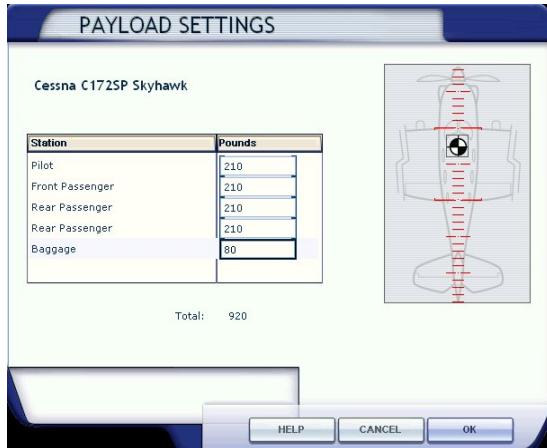 PAYLOAD SETTINGS
Cessna C172SP Skyhawk
Station Pounds
Pilot 210
Front Passenger 210
Rear Passenger 210
Rear Passenger 210
Baggage 80
Total: 920
HELP CANCEL OK